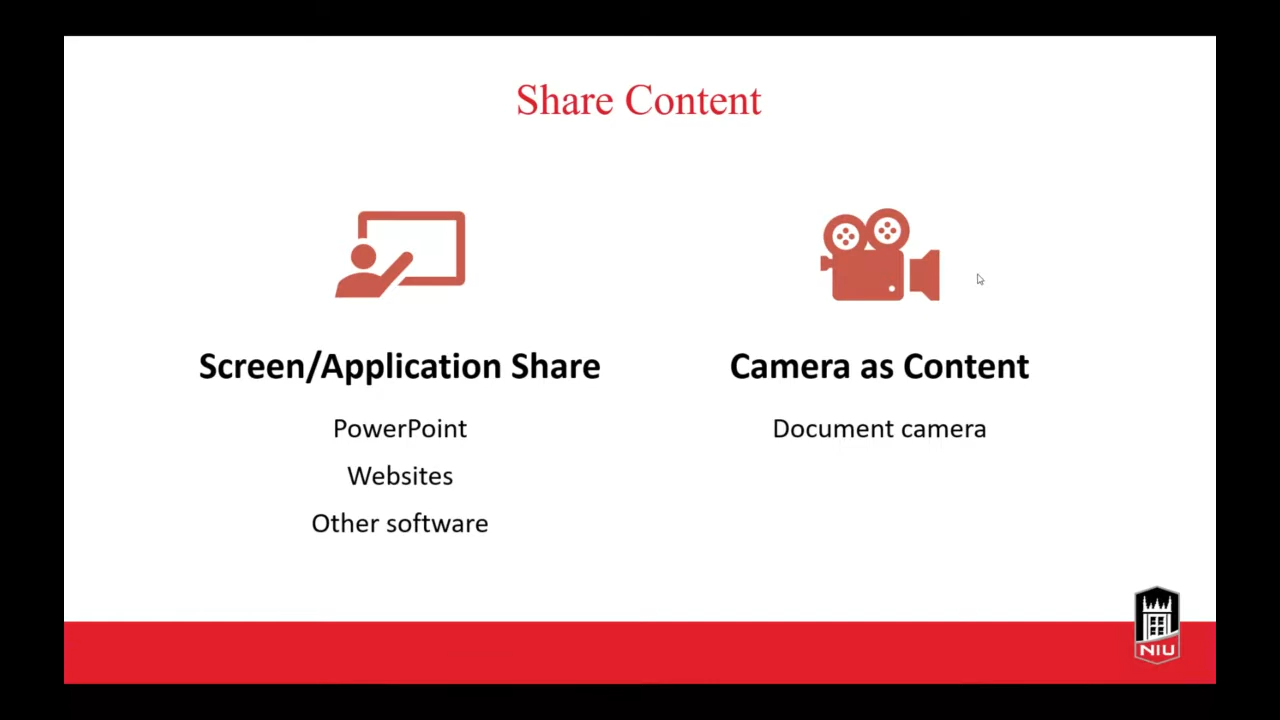 Share Content
Screen/Application Share
PowerPoint
Websites
Other software
Camera as Content
Document camera
NIU